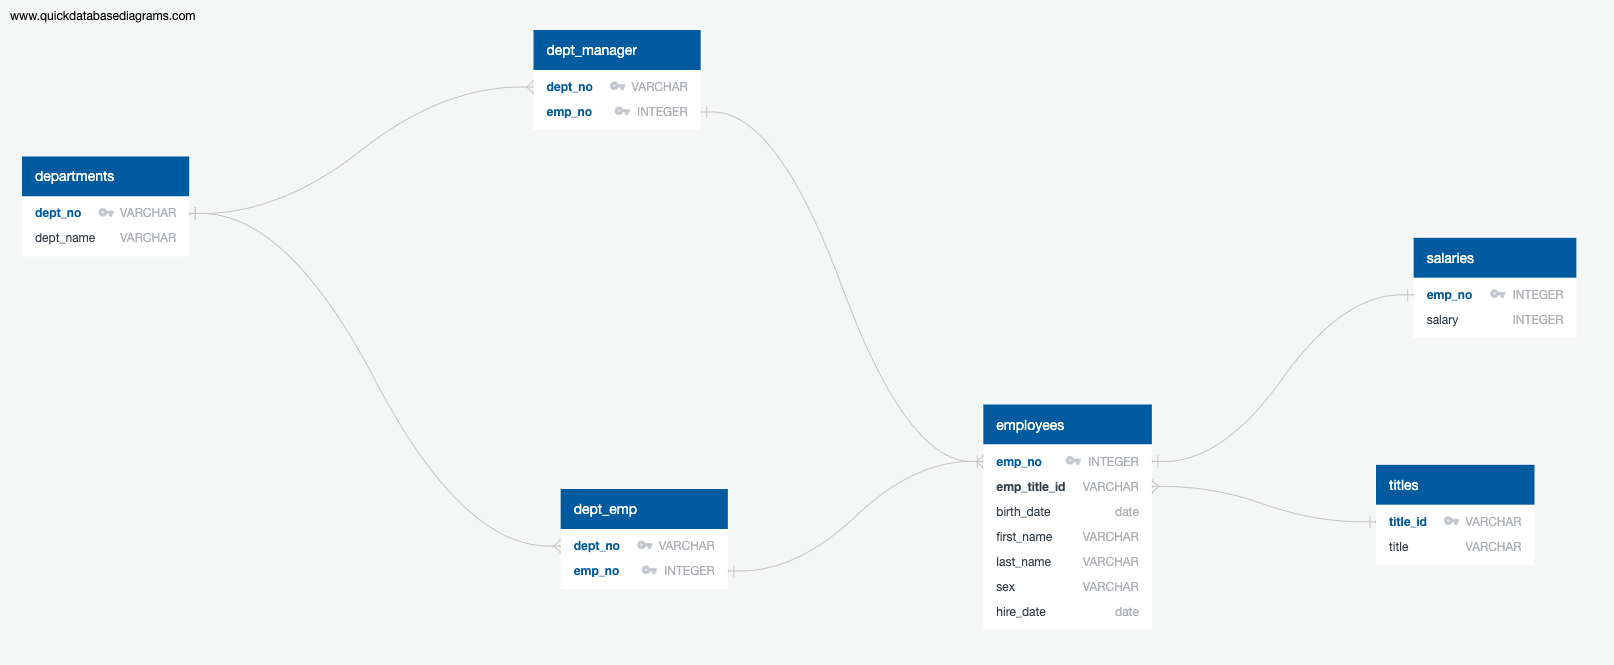 www.quickdatabasediagrams.com
dept_manager
dept_no VARCHAR
emp_no INTEGER
departments
dept_no VARCHAR
dept_name VARCHAR
salaries
emp_no INTEGER
salary INTEGER
employees
emp_no INTEGER
emp_title_id VARCHAR
birth_date date
first_name VARCHAR
last_name VARCHAR
sex VARCHAR
hire_date date
titles
title_id VARCHAR
title VARCHAR
dept_emp
dept_no VARCHAR
emp_no INTEGER